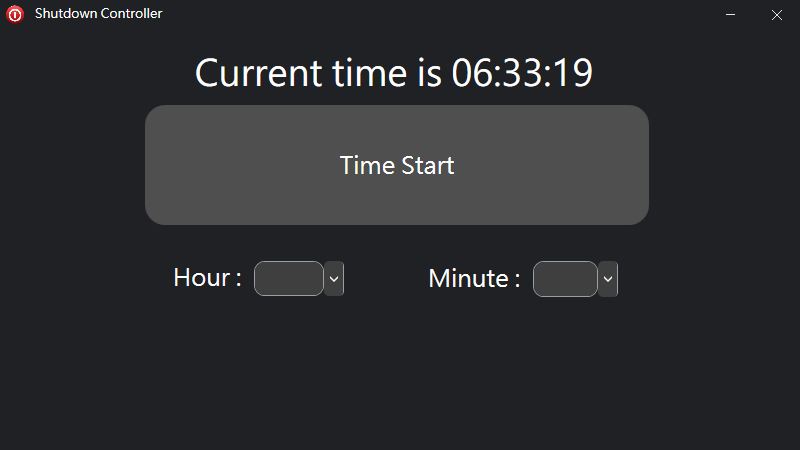 Shutdown Controller
Current time is 06:33:19
Time Start
Hour :
Minute :